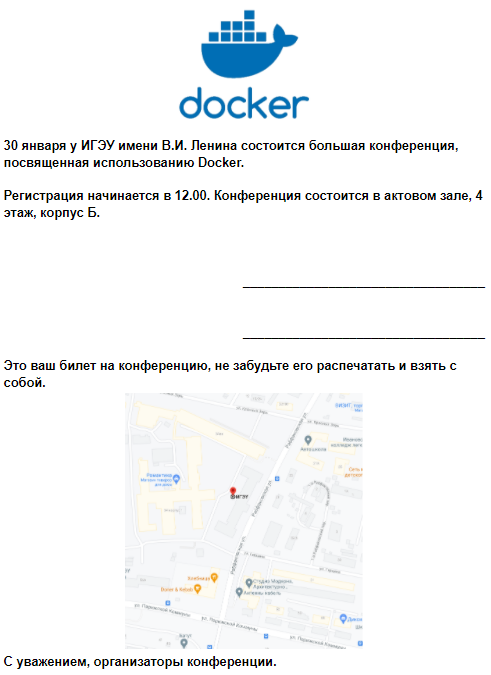 docker
30 января у ИГЭУ имени В.И. Ленина состоится большая конференция,
посвященная использованию Docker.
Регистрация начинается в 12.00. Конференция состоится в актовом зале, 4
этаж, корпус Б.
Это ваш билет на конференцию, не забудьте его распечатать и взять с
собой.
ИГЭУ
Автошкола
С уважением, организаторы конференции.